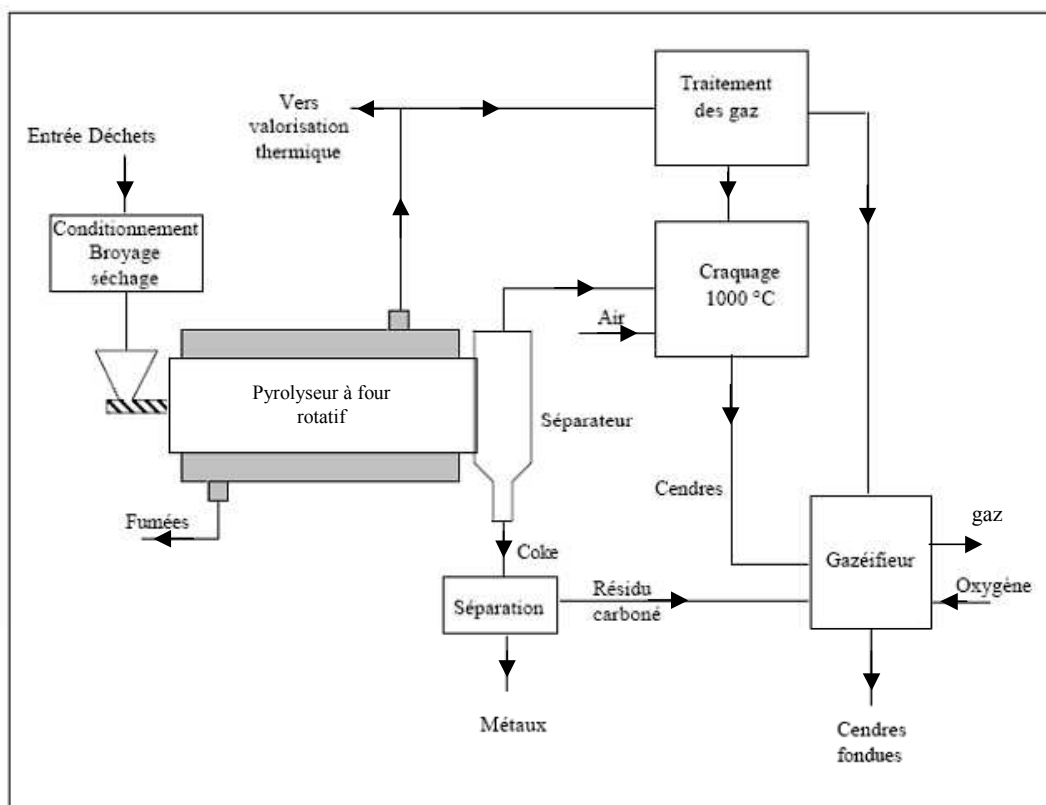 Traitement
des gaz
Vers
valorisation
thermique
Entrée Déchets
Conditionnement
Broyage
séchage
Craquage
1000 °C
Air
Pyrolyseur à four
rotatif
Séparateur
Cendres
Fumées
Coke
gaz
Gazéifieur
Oxygène
Séparation
Résidu
carboné
Métaux
Cendres
fondues